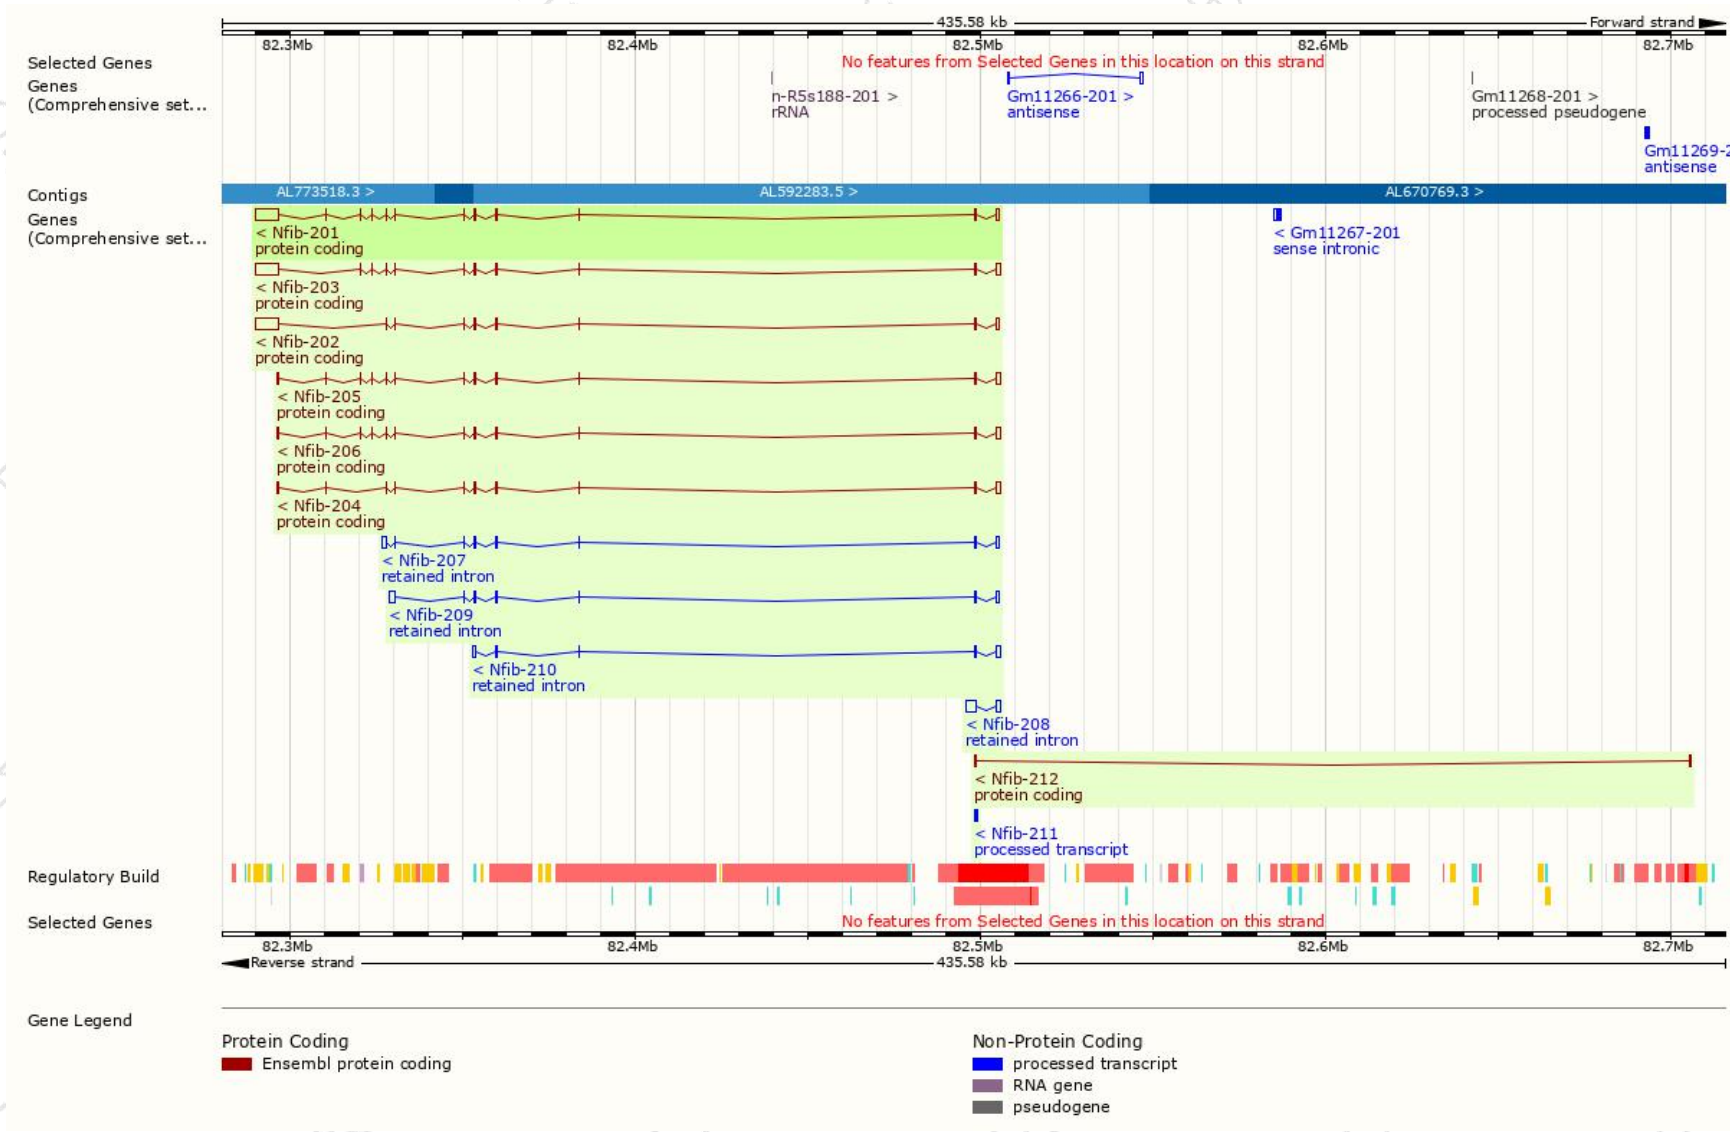 435.58 kb Forward strand
82.3Mb 82.4Mb 82.5Mb 82.6Mb 82.7Mb
Selected Genes No features from Selected Genes in this location on this strand
Genes
(Comprehensive set...
n-R5s188-201 > Gm11266-201 > Gm11268-201 >
rRNA antisense processed pseudogene
Gm11269-2
antisense
Contigs AL773518.3 > AL592283.5 > AL670769.3 >
Genes
(Comprehensive set...
< Nfib-201 < Gm11267-201
protein coding sense intronic
< Nfib-203
protein coding
< Nfib-202
protein coding
< Nfib-205
protein coding
< Nfib-206
protein coding
< Nfib-204
protein coding
< Nfib-207
retained intron
< Nfib-209
retained intron
< Nfib-210
retained intron
< Nfib-208
retained intron
< Nfib-212
protein coding
< Nfib-211
processed transcript
Regulatory Build
Selected Genes No features from Selected Genes in this location on this strand
82.3Mb 82.4Mb 82.5Mb 82.6Mb 82.7Mb
Reverse strand 435.58 kb
Gene Legend
Protein Coding Non-Protein Coding
Ensembl protein coding processed transcript
RNA gene
pseudogene